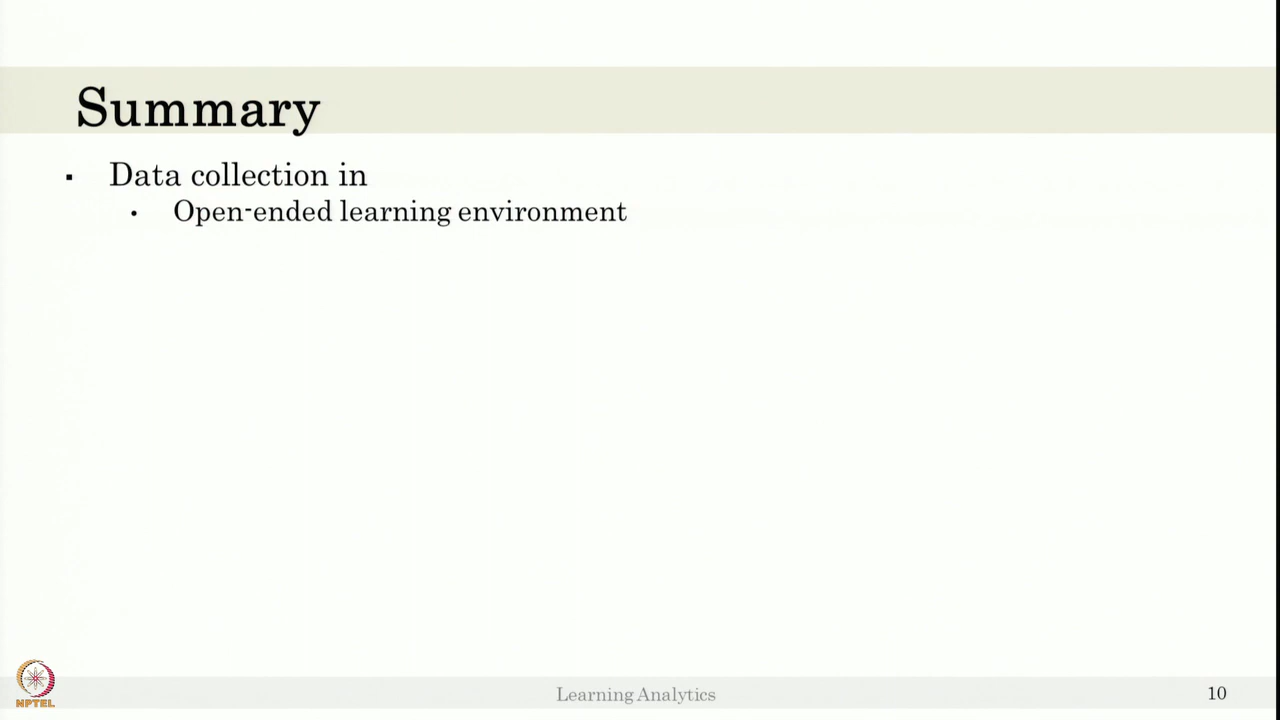 Summary
▪ Data collection in
• Open-ended learning environment
NPTEL
Learning Analytics
10